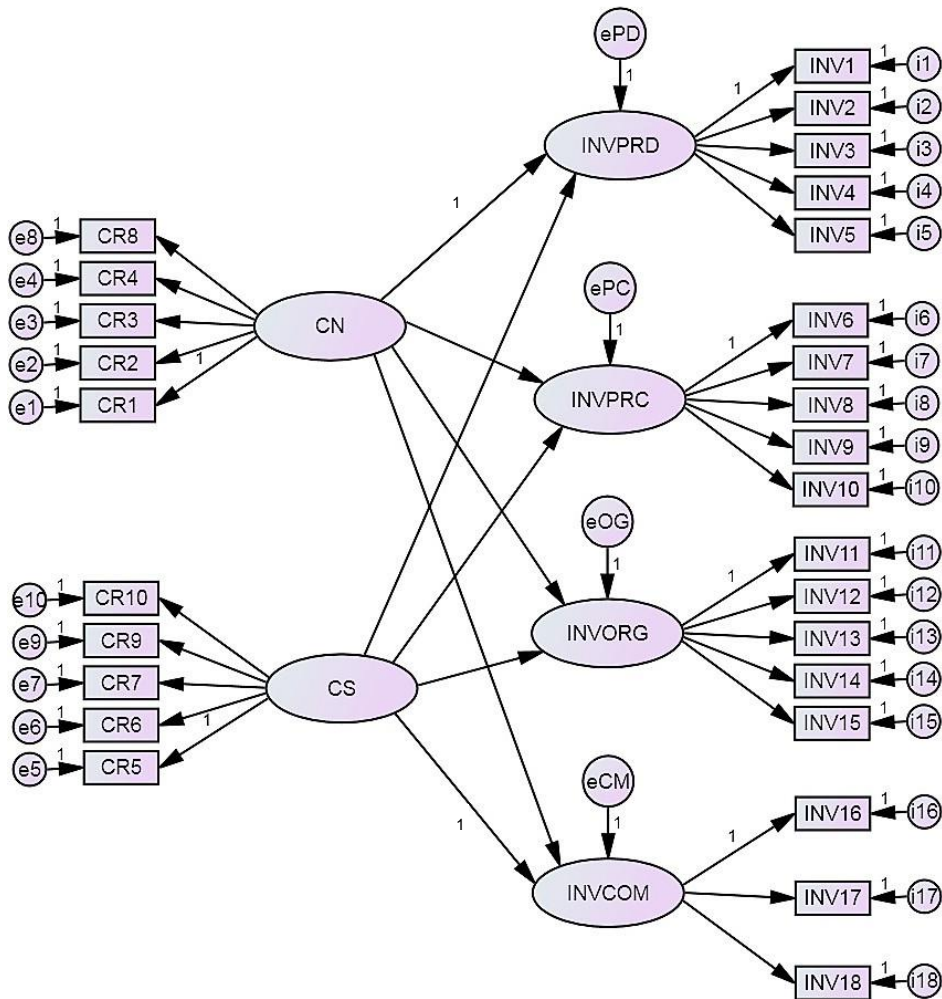 ePD
1
INVPRD
1
INV1
1
i1
INV2
1
i2
INV3
1
i3
INV4
1
i4
INV5
1
i5
1
e8
1
CR8
e4
1
CR4
e3
1
CR3
e2
1
CR2
e1
1
CR1
1
CN
ePC
1
INVPRC
1
INV6
1
i6
INV7
1
i7
INV8
1
i8
INV9
1
i9
INV10
1
i10
eOG
1
INVORG
1
INV11
1
i11
INV12
1
i12
INV13
1
i13
INV14
1
i14
INV15
1
i15
e10
1
CR10
e9
1
CR9
e7
1
CR7
e6
1
CR6
e5
1
CR5
1
CS
1
eCM
1
INVCOM
1
INV16
1
i16
INV17
1
i17
INV18
1
i18